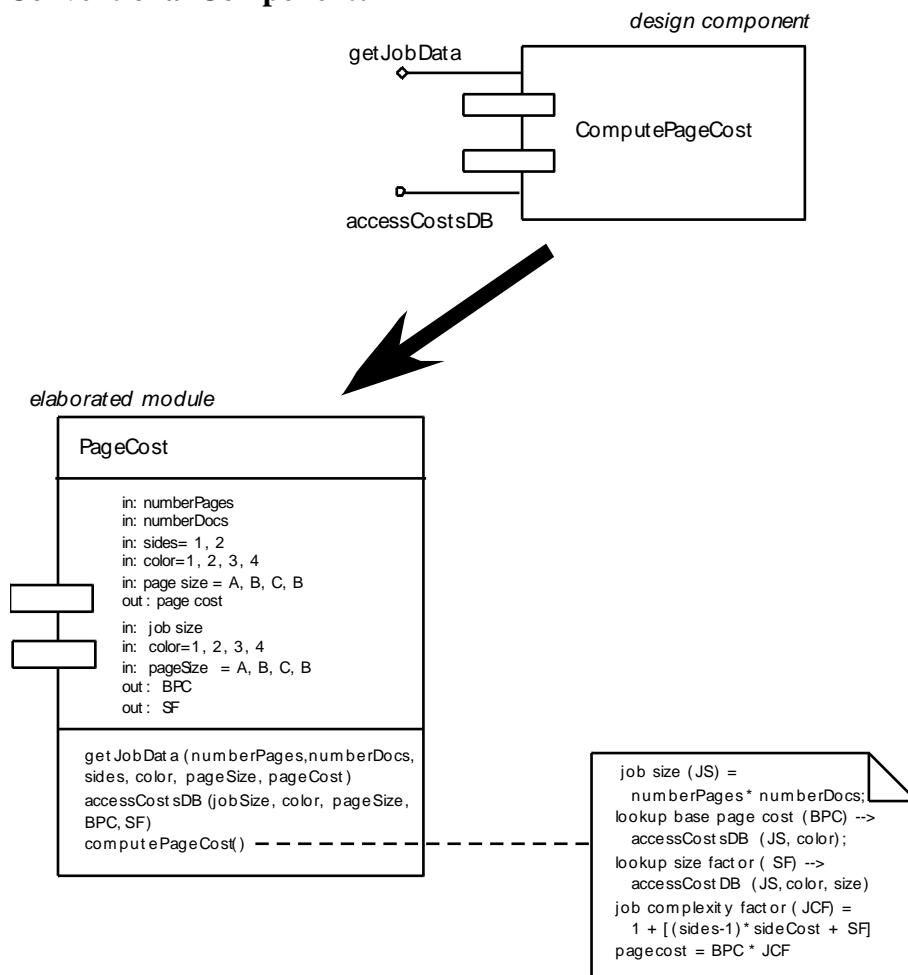 design component
getJobData
ComputePageCost
accessCostsDB
elaborated module
PageCost
in: numberPages
in: numberDocs
in: sides= 1, 2
in: color=1, 2, 3, 4
in: page size = A, B, C, B
out: page cost
in: job size
in: color=1, 2, 3, 4
in: pageSize = A, B, C, B
out: BPC
out: SF
getJobData (numberPages,numberDocs,
sides, color, pageSize, pageCost)
accessCostsDB (jobSize, color, pageSize,
BPC, SF)
computePageCost()
job size (JS) =
numberPages* numberDocs;
lookup base page cost (BPC) -->
accessCostsDB (JS, color);
lookup size factor (SF) -->
accessCostDB (JS, color, size)
job complexity factor (JCF) =
1 + [(sides-1)* sideCost + SF]
pagecost = BPC * JCF